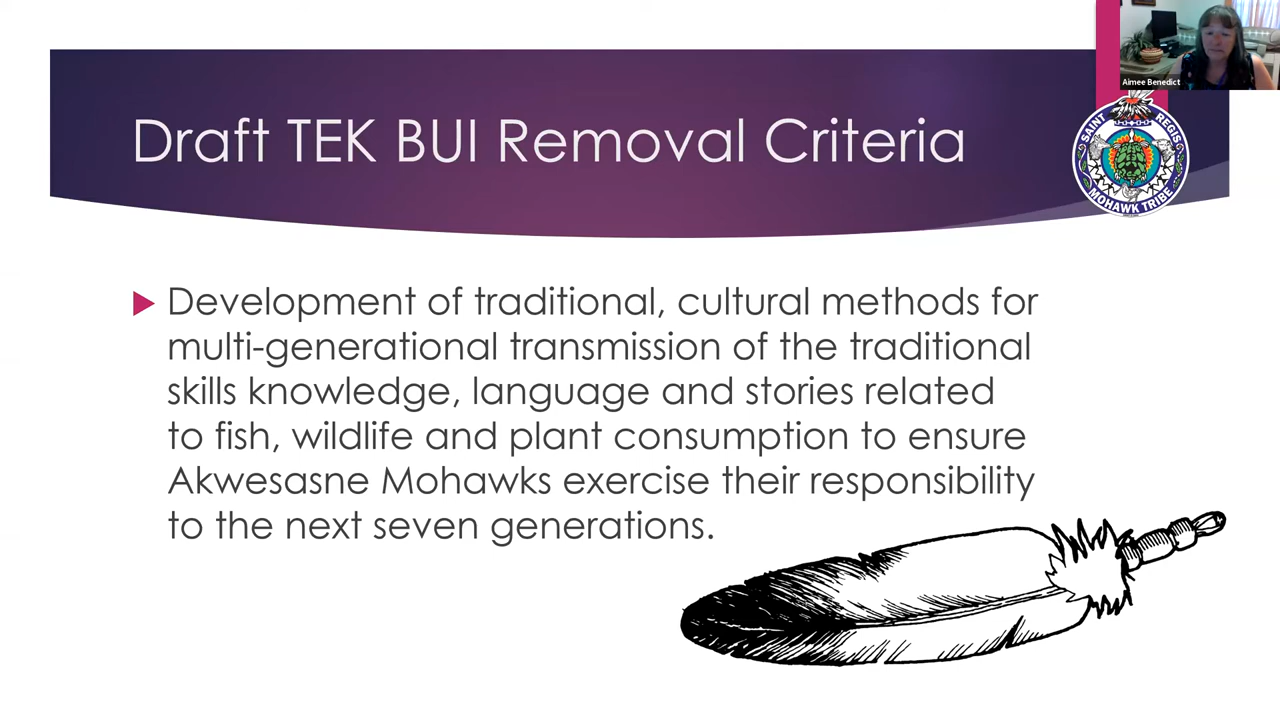 Aimee Benedict
Draft TEK BUI Removal Criteria
SAINT REGIS
MOHAWK TRIBE
Development of traditional, cultural methods for
multi-generational transmission of the traditional
skills knowledge, language and stories related
to fish, wildlife and plant consumption to ensure
Akwesasne Mohawks exercise their responsibility
to the next seven generations.